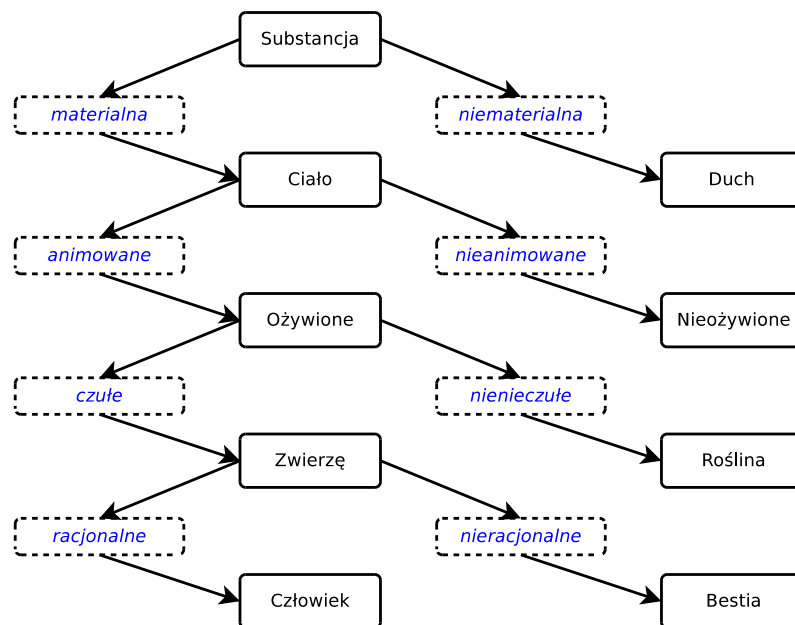 Substancja
materialna
niematerialna
Ciało
Duch
animowane
nieanimowane
Ożywione
Nieożywione
czułe
nienieczułe
Zwierzę
Roślina
racjonalne
nieracjonalne
Człowiek
Bestia